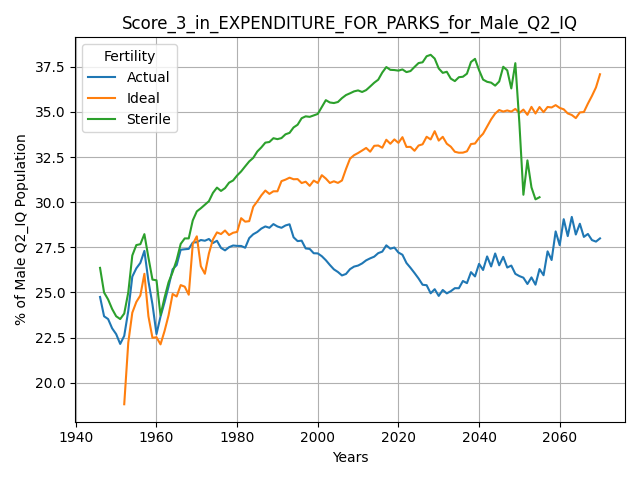 Score_3_in_EXPENDITURE_FOR_PARKS_for_Male_Q2_IQ
Fertility
Actual
Ideal
Sterile
% of Male Q2_IQ Population
37.5
35.0
32.5
30.0
27.5
25.0
22.5
20.0
1940 1960 1980 2000 2020 2040 2060
Years